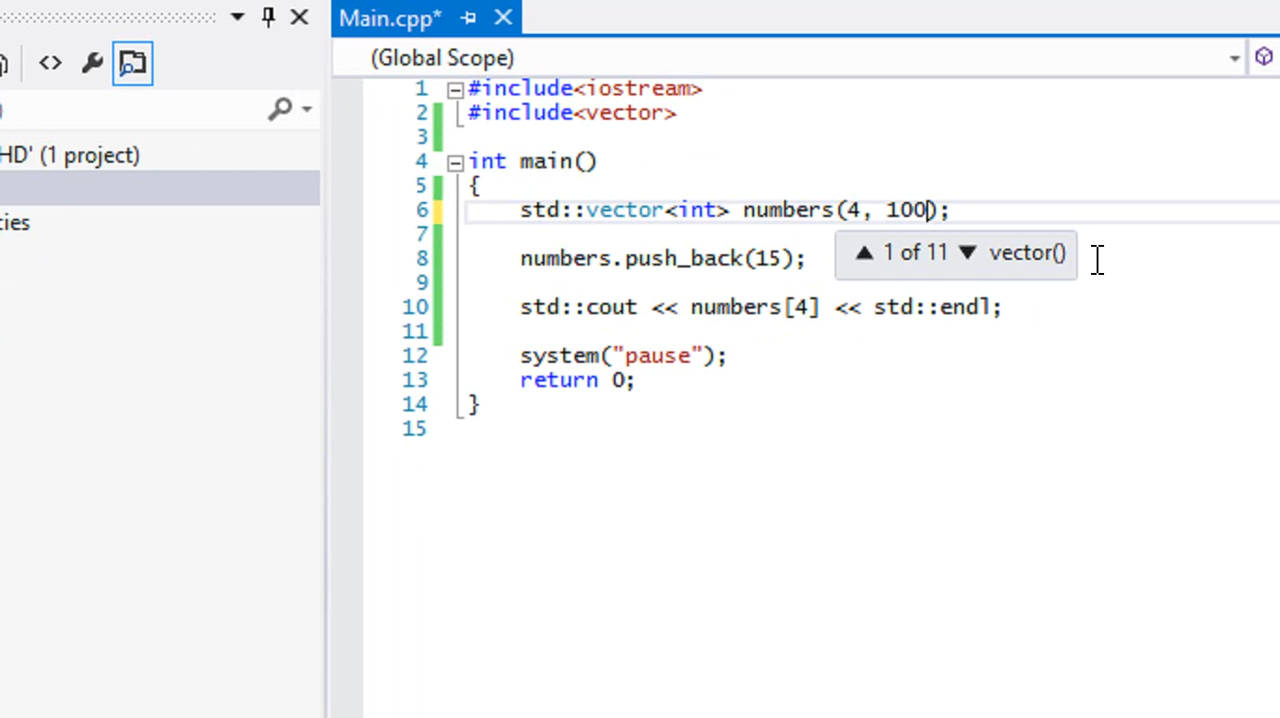 Main.cpp*
(Global Scope)
HD' (1 project)
ties
1 #include<iostream>
2 #include<vector>
3
4 int main()
5 {
6 std::vector<int> numbers(4, 100);
7
1 of 11 vector()
8 numbers.push_back(15);
9
10 std::cout << numbers[4] << std::endl;
11
12 system("pause");
13 return 0;
14 }
15